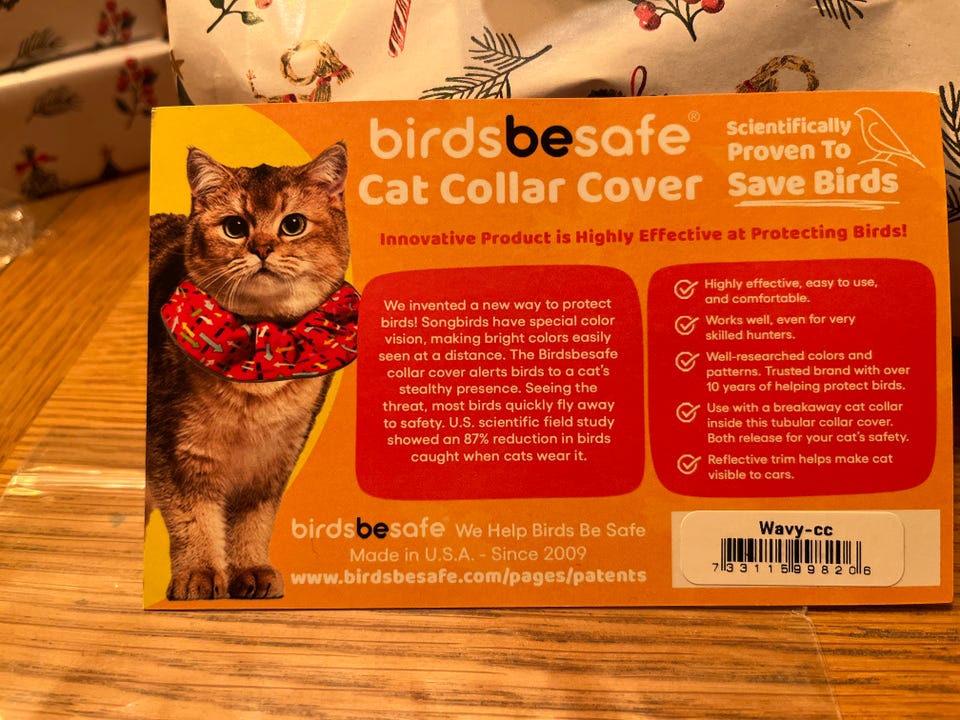 birdsbesafe®
Cat Collar Cover
Scientifically
Proven To
Save Birds
Innovative Product is Highly Effective at Protecting Birds!
We invented a new way to protect
birds! Songbirds have special color
vision, making bright colors easily
seen at a distance. The Birdsbesafe
collar cover alerts birds to a cat's
stealthy presence. Seeing the
threat, most birds quickly fly away
to safety. U.S. scientific field study
showed an 87% reduction in birds
caught when cats wear it.
Highly effective, easy to use,
and comfortable.
Works well, even for very
skilled hunters.
Well-researched colors and
patterns. Trusted brand with over
10 years of helping protect birds.
Use with a breakaway cat collar
inside this tubular collar cover.
Both release for your cat's safety.
Reflective trim helps make cat
visible to cars.
birdsbesafe® We Help Birds Be Safe
Made in U.S.A. - Since 2009
www.birdsbesafe.com/pages/patents
Wavy-cc
7 33115 99820 6